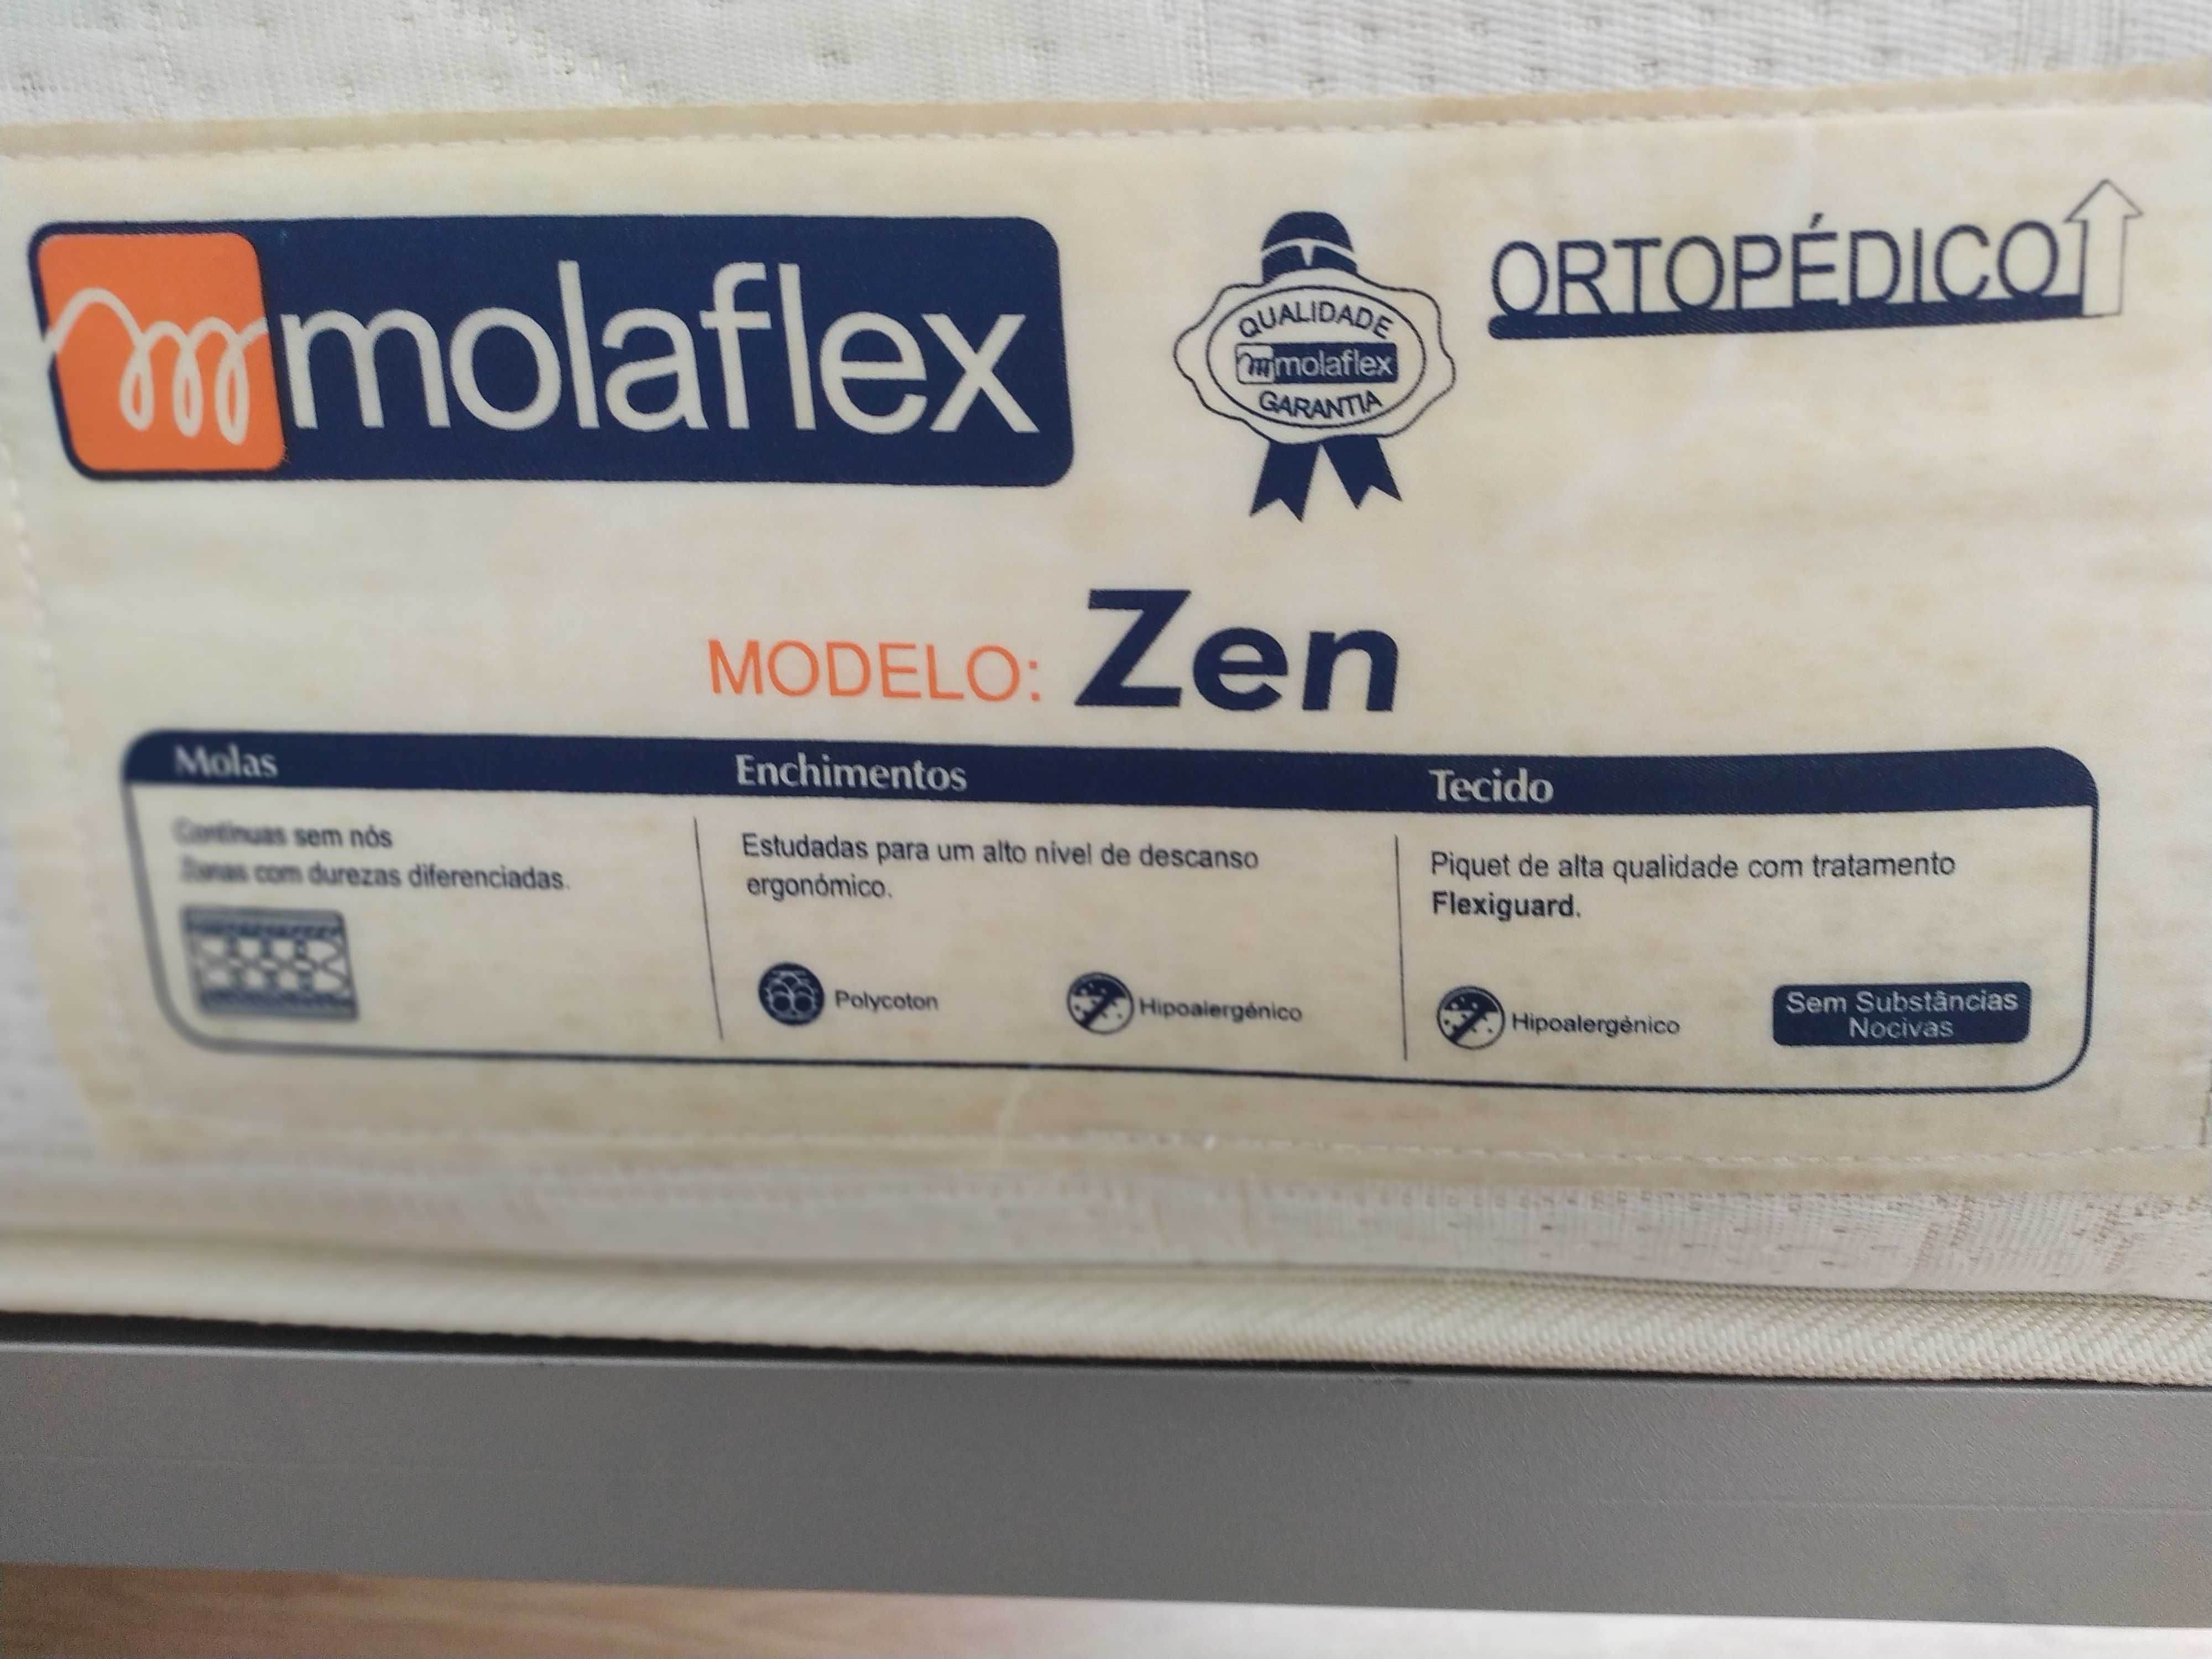 molaflex
QUALIDADE
molaflex
GARANTIA
ORTOPÉDICO
MODELO: Zen
Molas
Contínuas sem nós
Zonas com durezas diferenciadas.
Enchimentos
Estudadas para um alto nível de descanso
ergonómico.
Polycoton
Hipoalergénico
Tecido
Piquet de alta qualidade com tratamento
Flexiguard.
Hipoalergénico
Sem Substâncias
Nocivas